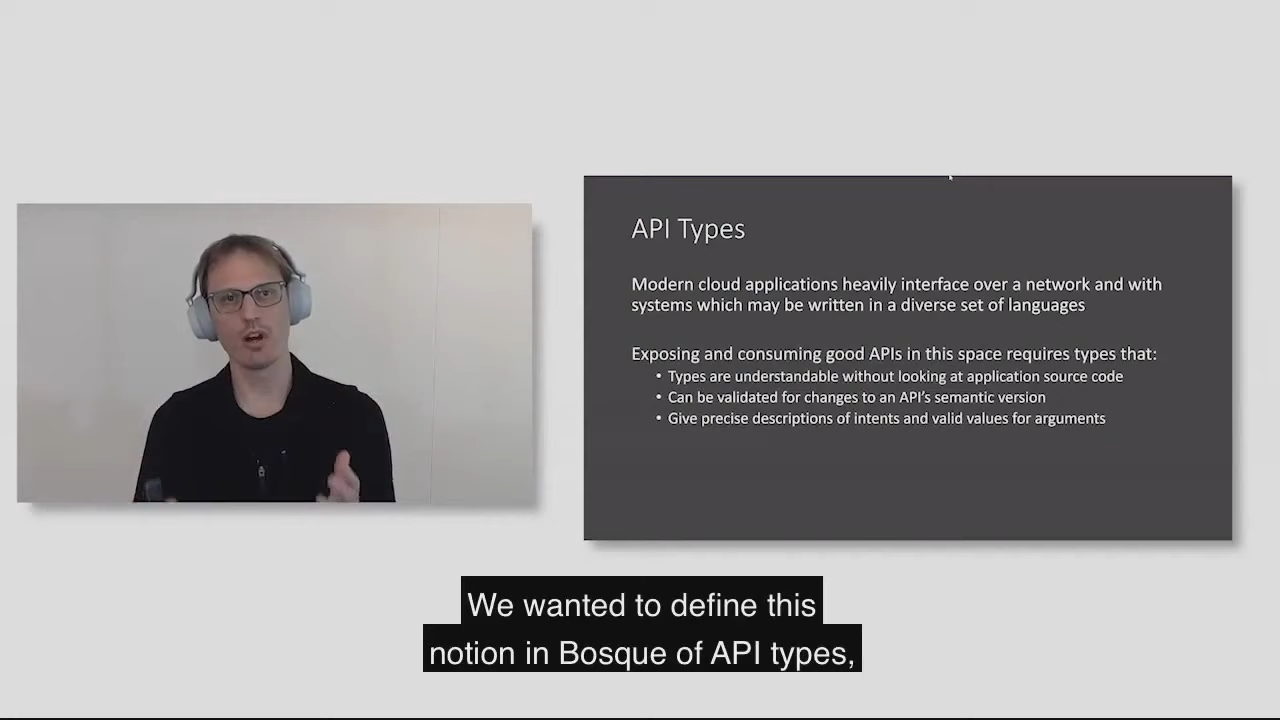 API Types
Modern cloud applications heavily interface over a network and with
systems which may be written in a diverse set of languages
Exposing and consuming good APIs in this space requires types that:
• Types are understandable without looking at application source code
• Can be validated for changes to an API's semantic version
• Give precise descriptions of intents and valid values for arguments
We wanted to define this
notion in Bosque of API types,